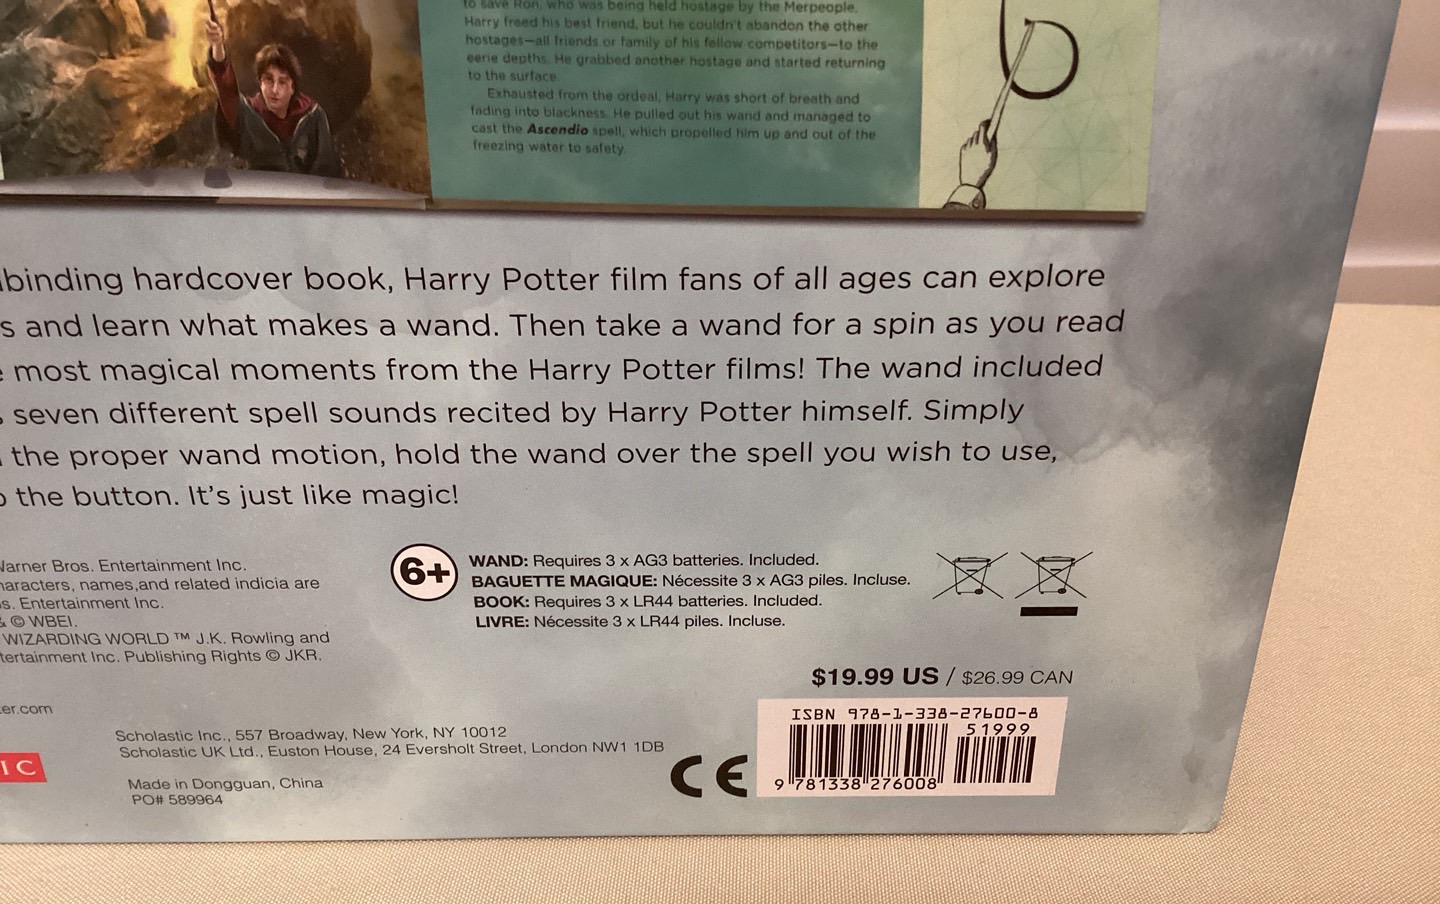 to save Ron, who was being held hostage by the Merpeople.
Harry freed his best friend, but he couldn't abandon the other
hostages—all friends or family of his fellow competitors—to the
eerie depths. He grabbed another hostage and started returning
to the surface.
Exhausted from the ordeal, Harry was short of breath and
fading into blackness. He pulled out his wand and managed to
cast the Ascendio spell, which propelled him up and out of the
freezing water to safety.
binding hardcover book, Harry Potter film fans of all ages can explore
s and learn what makes a wand. Then take a wand for a spin as you read
most magical moments from the Harry Potter films! The wand included
seven different spell sounds recited by Harry Potter himself. Simply
the proper wand motion, hold the wand over the spell you wish to use,
the button. It's just like magic!
Warner Bros. Entertainment Inc.
haracters, names,and related indicia are
s. Entertainment Inc.
& © WBEI.
WIZARDING WORLD ™ J.K. Rowling and
tertainment Inc. Publishing Rights © JKR.
er.com
IC
Scholastic Inc., 557 Broadway, New York, NY 10012
Scholastic UK Ltd., Euston House, 24 Eversholt Street, London NW1 1DB
Made in Dongguan, China
PO# 589964
6+
WAND: Requires 3 x AG3 batteries. Included.
BAGUETTE MAGIQUE: Nécessite 3 x AG3 piles. Incluse.
BOOK: Requires 3 x LR44 batteries. Included.
LIVRE: Nécessite 3 x LR44 piles. Incluse.
$19.99 US / $26.99 CAN
CE
ISBN 978-1-338-27600-8
51999
9 781338 276008